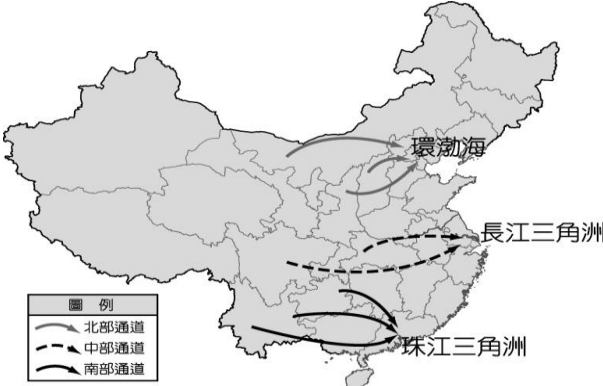 環渤海
長江三角洲
珠江三角洲
圖 例
北部通道
中部通道
南部通道